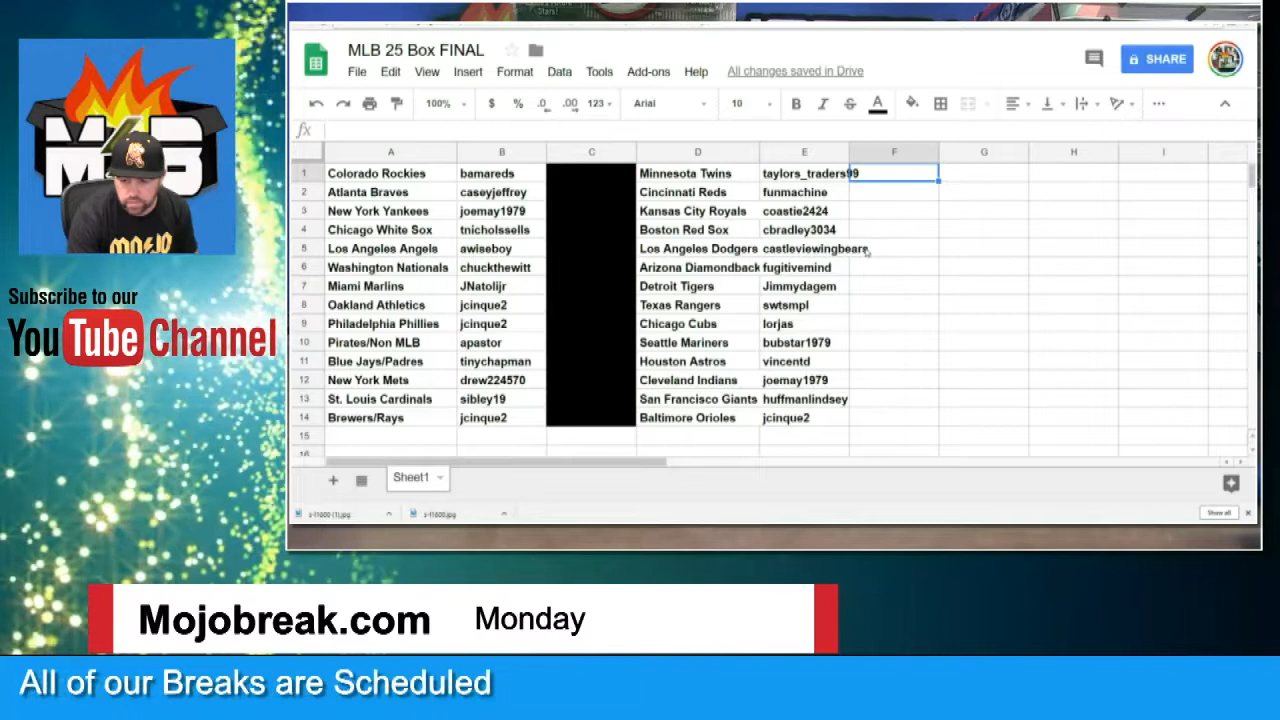 MOJO
Subscribe to our
YouTube Channel
MLB 25 Box FINAL
File Edit View Insert Format Data Tools Add-ons Help All changes saved in Drive
SHARE
100% $ % .0 .00 123 Arial 10 B I S A
fx
A B C D E F G H I
1 Colorado Rockies bamareds Minnesota Twins taylors_traders99
2 Atlanta Braves caseyjeffrey Cincinnati Reds funmachine
3 New York Yankees joemay1979 Kansas City Royals coastie2424
4 Chicago White Sox tnicholssells Boston Red Sox cbradley3034
5 Los Angeles Angels awiseboy Los Angeles Dodgers castleviewingbears
6 Washington Nationals chuckthewitt Arizona Diamondback fugitivemind
7 Miami Marlins JNatolijr Detroit Tigers Jimmydagem
8 Oakland Athletics jcinque2 Texas Rangers swtsmpl
9 Philadelphia Phillies jcinque2 Chicago Cubs lorjas
10 Pirates/Non MLB apastor Seattle Mariners bubstar1979
11 Blue Jays/Padres tinychapman Houston Astros vincentd
12 New York Mets drew224570 Cleveland Indians joemay1979
13 St. Louis Cardinals sibley19 San Francisco Giants huffmanlindsey
14 Brewers/Rays jcinque2 Baltimore Orioles jcinque2
15
Sheet1
s-l1600 (1).jpg s-l1600.jpg Show all
Mojobreak.com Monday
All of our Breaks are Scheduled